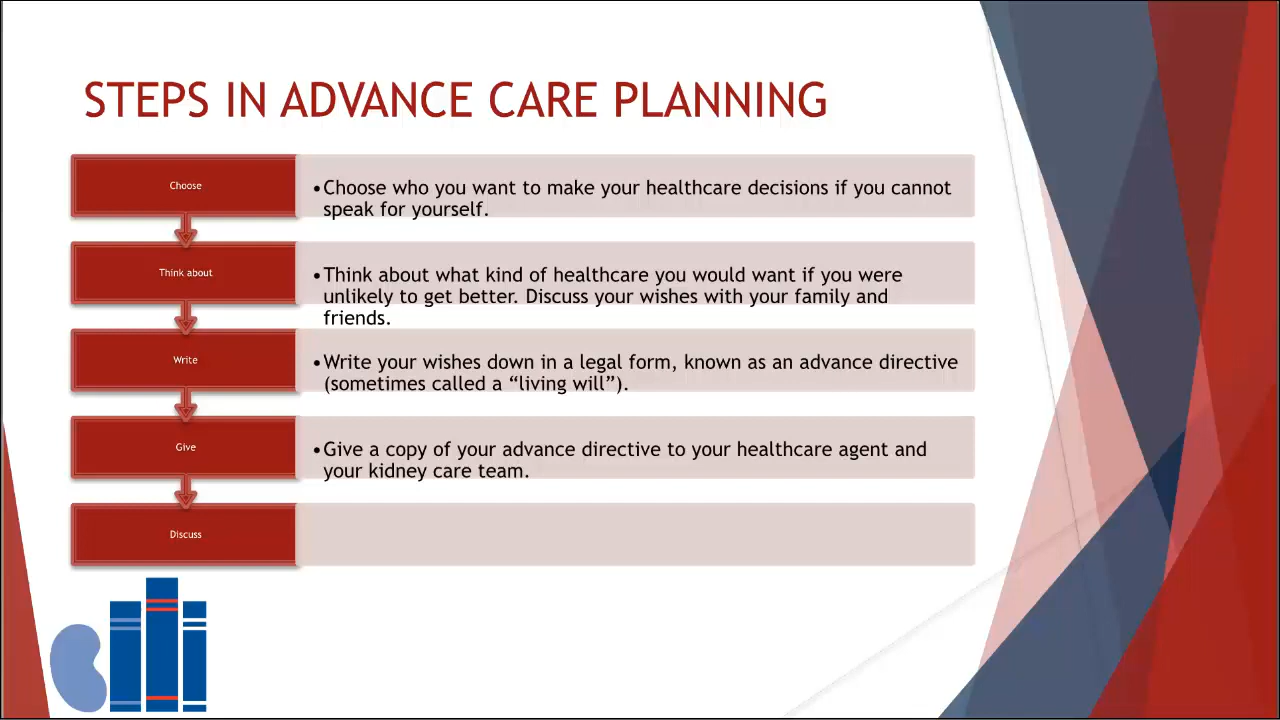 STEPS IN ADVANCE CARE PLANNING
Choose
•Choose who you want to make your healthcare decisions if you cannot
speak for yourself.
Think about
•Think about what kind of healthcare you would want if you were
unlikely to get better. Discuss your wishes with your family and
friends.
Write
•Write your wishes down in a legal form, known as an advance directive
(sometimes called a “living will”).
Give
•Give a copy of your advance directive to your healthcare agent and
your kidney care team.
Discuss